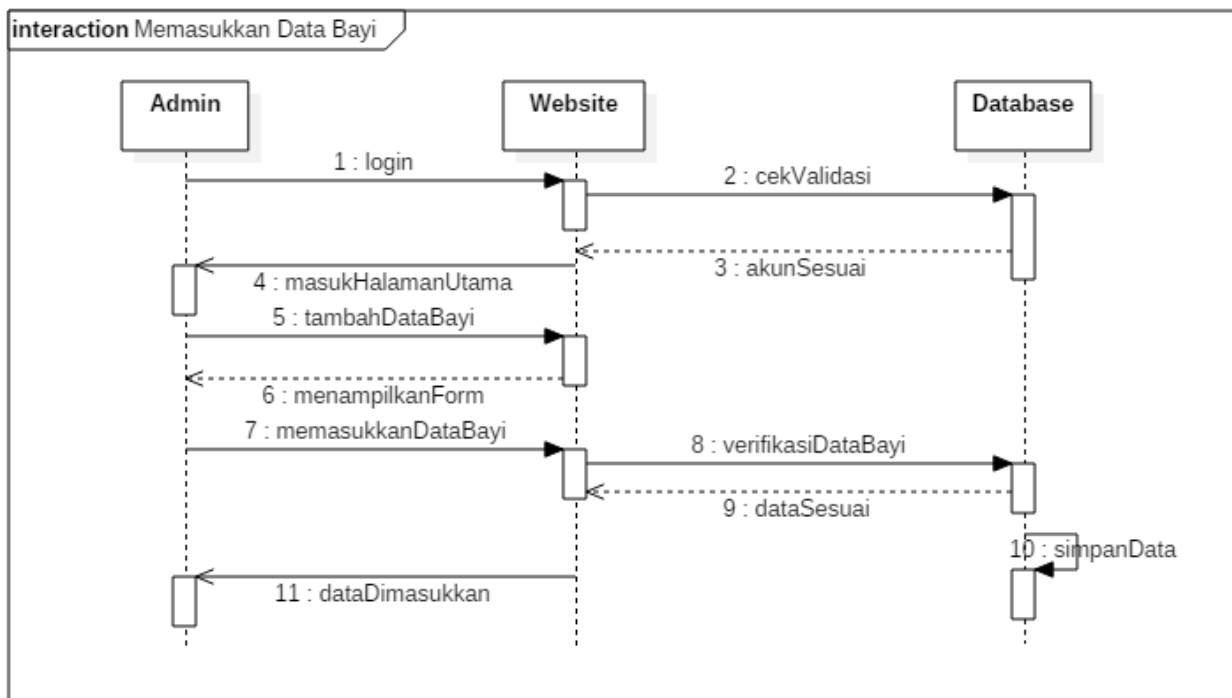 interaction Memasukkan Data Bayi
Admin
Website
Database
1 : login
2 : cekValidasi
3 : akunSesuai
4 : masukHalamanUtama
5 : tambahDataBayi
6 : menampilkanForm
7 : memasukkanDataBayi
8 : verifikasiDataBayi
9 : dataSesuai
10 : simpanData
11 : dataDimasukkan